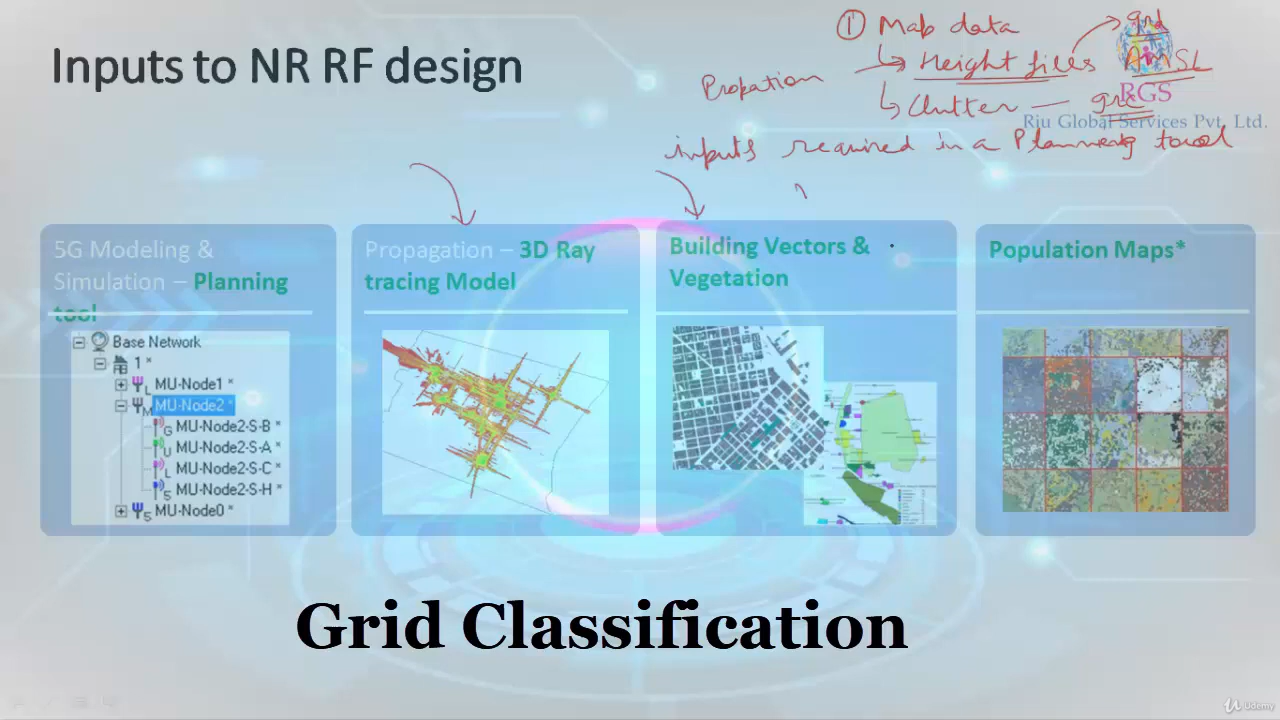 Inputs to NR RF design
① Map data
↳ Height files → grd
AMSL
Propation
↳ Clutter — grc
RGS
Riu Global Services Pvt. Ltd.
inputs required in a Planning tool
5G Modeling &
Simulation – Planning
tool
Base Network
1 *
MU-Node1 *
MU-Node2 *
MU-Node2-S-B *
MU-Node2-S-A *
MU-Node2-S-C *
MU-Node2-S-H *
MU-Node0 *
Propagation – 3D Ray
tracing Model
Building Vectors &
Vegetation
Population Maps*
Grid Classification
Udemy